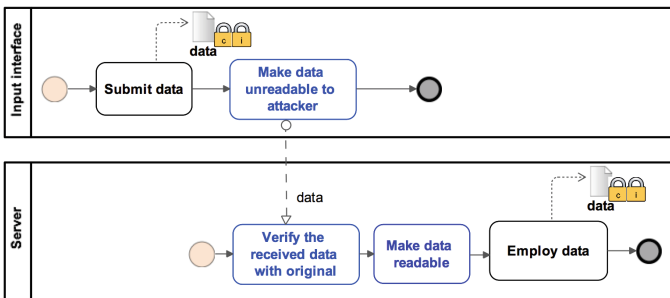 Input interface
data
c i
Submit data
Make data
unreadable to
attacker
data
Server
data
c i
Verify the
received data
with original
Make data
readable
Employ data